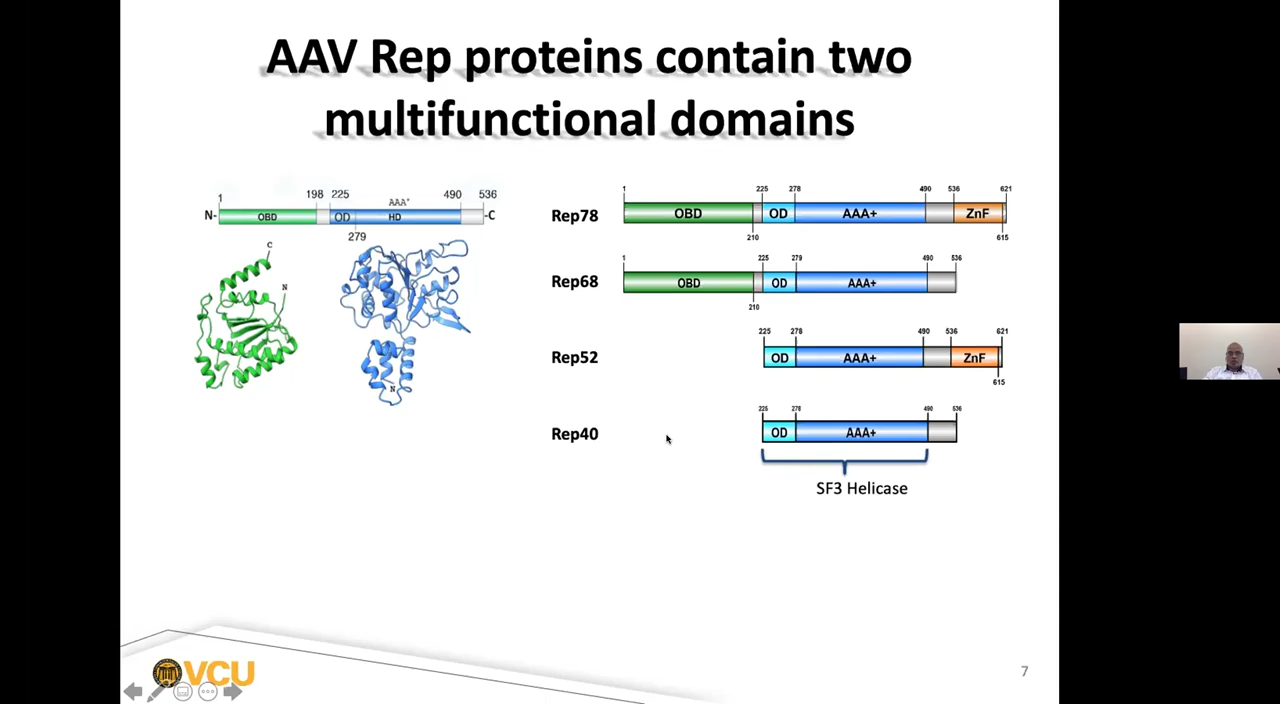 AAV Rep proteins contain two
multifunctional domains
1 198 225 490 536
AAA+
N- OBD OD HD -C
279
C
N
N
1 225 278 490 536 621
Rep78 OBD OD AAA+ ZnF
210 615
1 225 279 490 536
Rep68 OBD OD AAA+
210
225 278 490 536 621
Rep52 OD AAA+ ZnF
615
225 278 490 536
Rep40 OD AAA+
SF3 Helicase
VCU
7